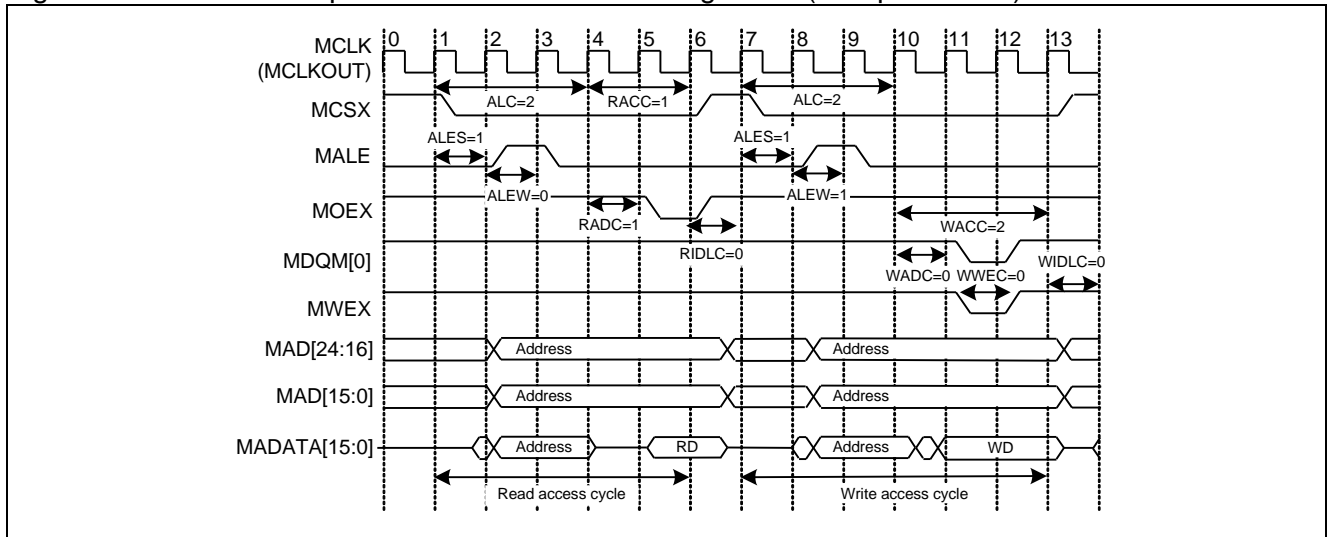 MCLK 0 1 2 3 4 5 6 7 8 9 10 11 12 13
(MCLKOUT)
ALC=2 RACC=1 ALC=2
MCSX
ALES=1 ALES=1
MALE
ALEW=0 ALEW=1
MOEX
RADC=1 WACC=2
RIDLC=0
MDQM[0] WIDLC=0
WADC=0 WWEC=0
MWEX
MAD[24:16] Address Address
MAD[15:0] Address Address
MADATA[15:0] Address RD Address WD
Read access cycle Write access cycle